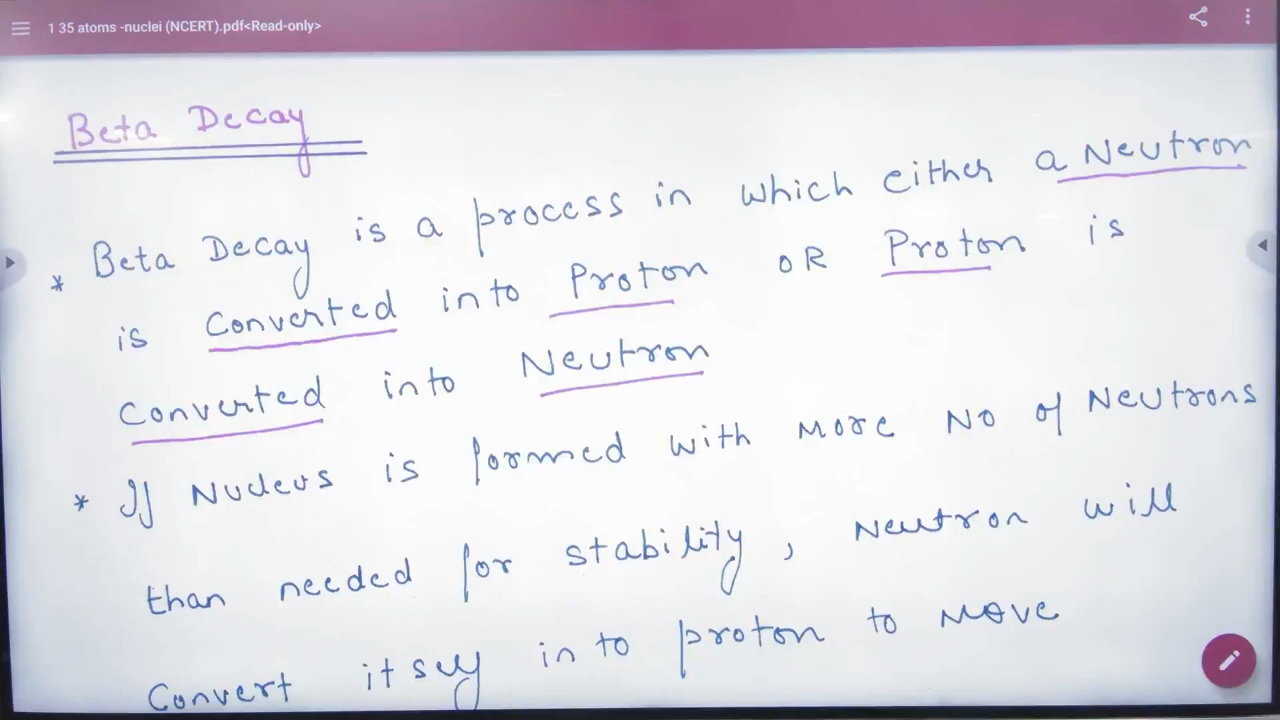 1 35 atoms -nuclei (NCERT).pdf<Read-only>
Beta Decay
* Beta Decay is a process in which either a Neutron
is Converted into Proton OR Proton is
Converted into Neutron
* If Nucleus is formed with more No of Neutrons
than needed for stability, Neutron will
Convert itself in to proton to move